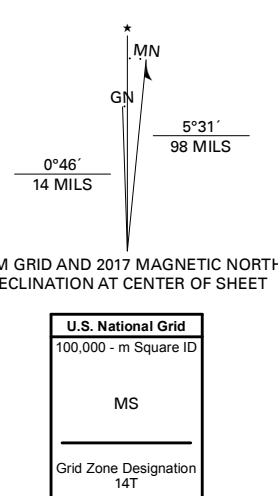 MN
GN
5°31´
98 MILS
0°46´
14 MILS
M GRID AND 2017 MAGNETIC NORTH
ECLINATION AT CENTER OF SHEET
U.S. National Grid
100,000 - m Square ID
MS
Grid Zone Designation
14T